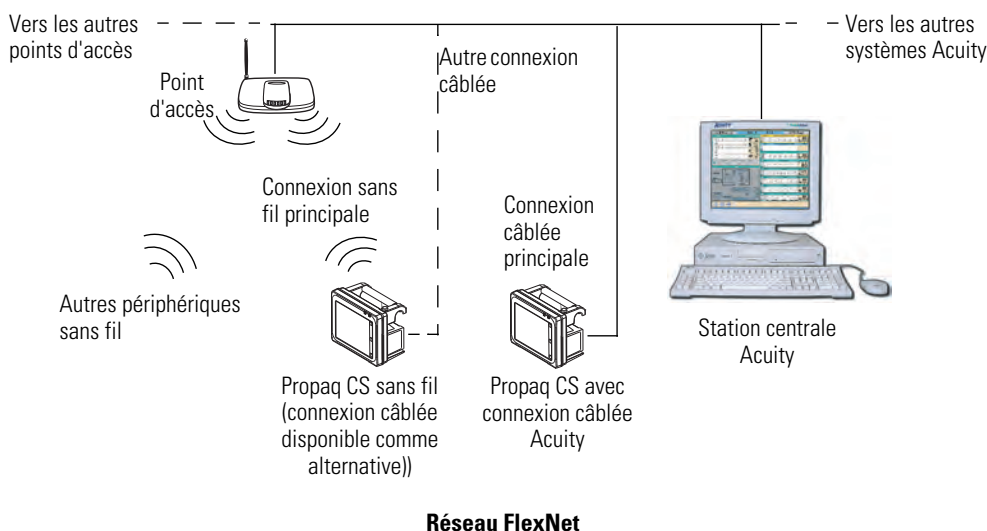 Vers les autres
points d'accès
Vers les autres
systèmes Acuity
Autre connexion
câblée
Point
d'accès
Connexion sans
fil principale
Connexion
câblée
principale
Autres périphériques
sans fil
Station centrale
Acuity
Propaq CS sans fil
(connexion câblée
disponible comme
alternative))
Propaq CS avec
connexion câblée
Acuity
Réseau FlexNet